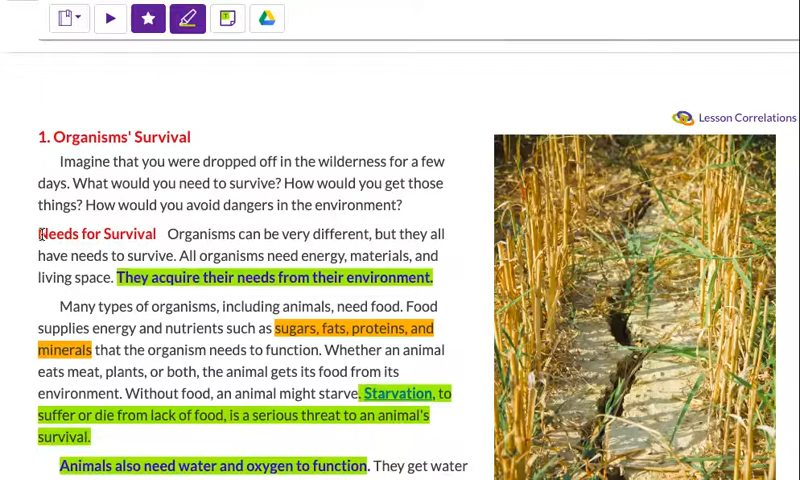 Lesson Correlations
1. Organisms' Survival
Imagine that you were dropped off in the wilderness for a few
days. What would you need to survive? How would you get those
things? How would you avoid dangers in the environment?
Needs for Survival Organisms can be very different, but they all
have needs to survive. All organisms need energy, materials, and
living space. They acquire their needs from their environment.
Many types of organisms, including animals, need food. Food
supplies energy and nutrients such as sugars, fats, proteins, and
minerals that the organism needs to function. Whether an animal
eats meat, plants, or both, the animal gets its food from its
environment. Without food, an animal might starve. Starvation, to
suffer or die from lack of food, is a serious threat to an animal's
survival.
Animals also need water and oxygen to function. They get water